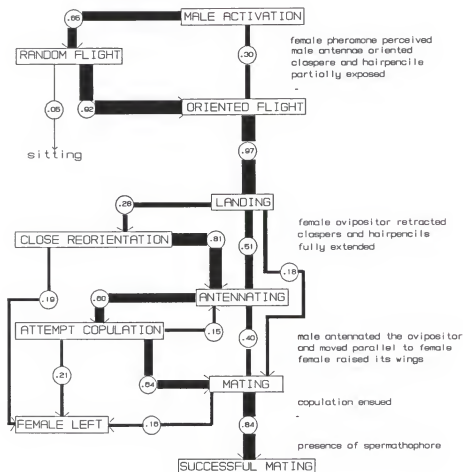 MALE ACTIVATION
.66
female pheromone perceived
male antennae oriented
claspers and hairpencils
partially exposed
RANDOM FLIGHT
.30
.05
.92
ORIENTED FLIGHT
sitting
.97
LANDING
.28
female ovipositor retracted
claspers and hairpencils
fully extended
CLOSE REORIENTATION
.81
.51
.18
.19
ANTENNATING
.60
ATTEMPT COPULATION
.15
male antennated the ovipositor
and moved parallel to female
female raised its wings
.40
.21
.64
MATING
copulation ensued
FEMALE LEFT
.16
.84
presence of spermathophore
SUCCESSFUL MATING